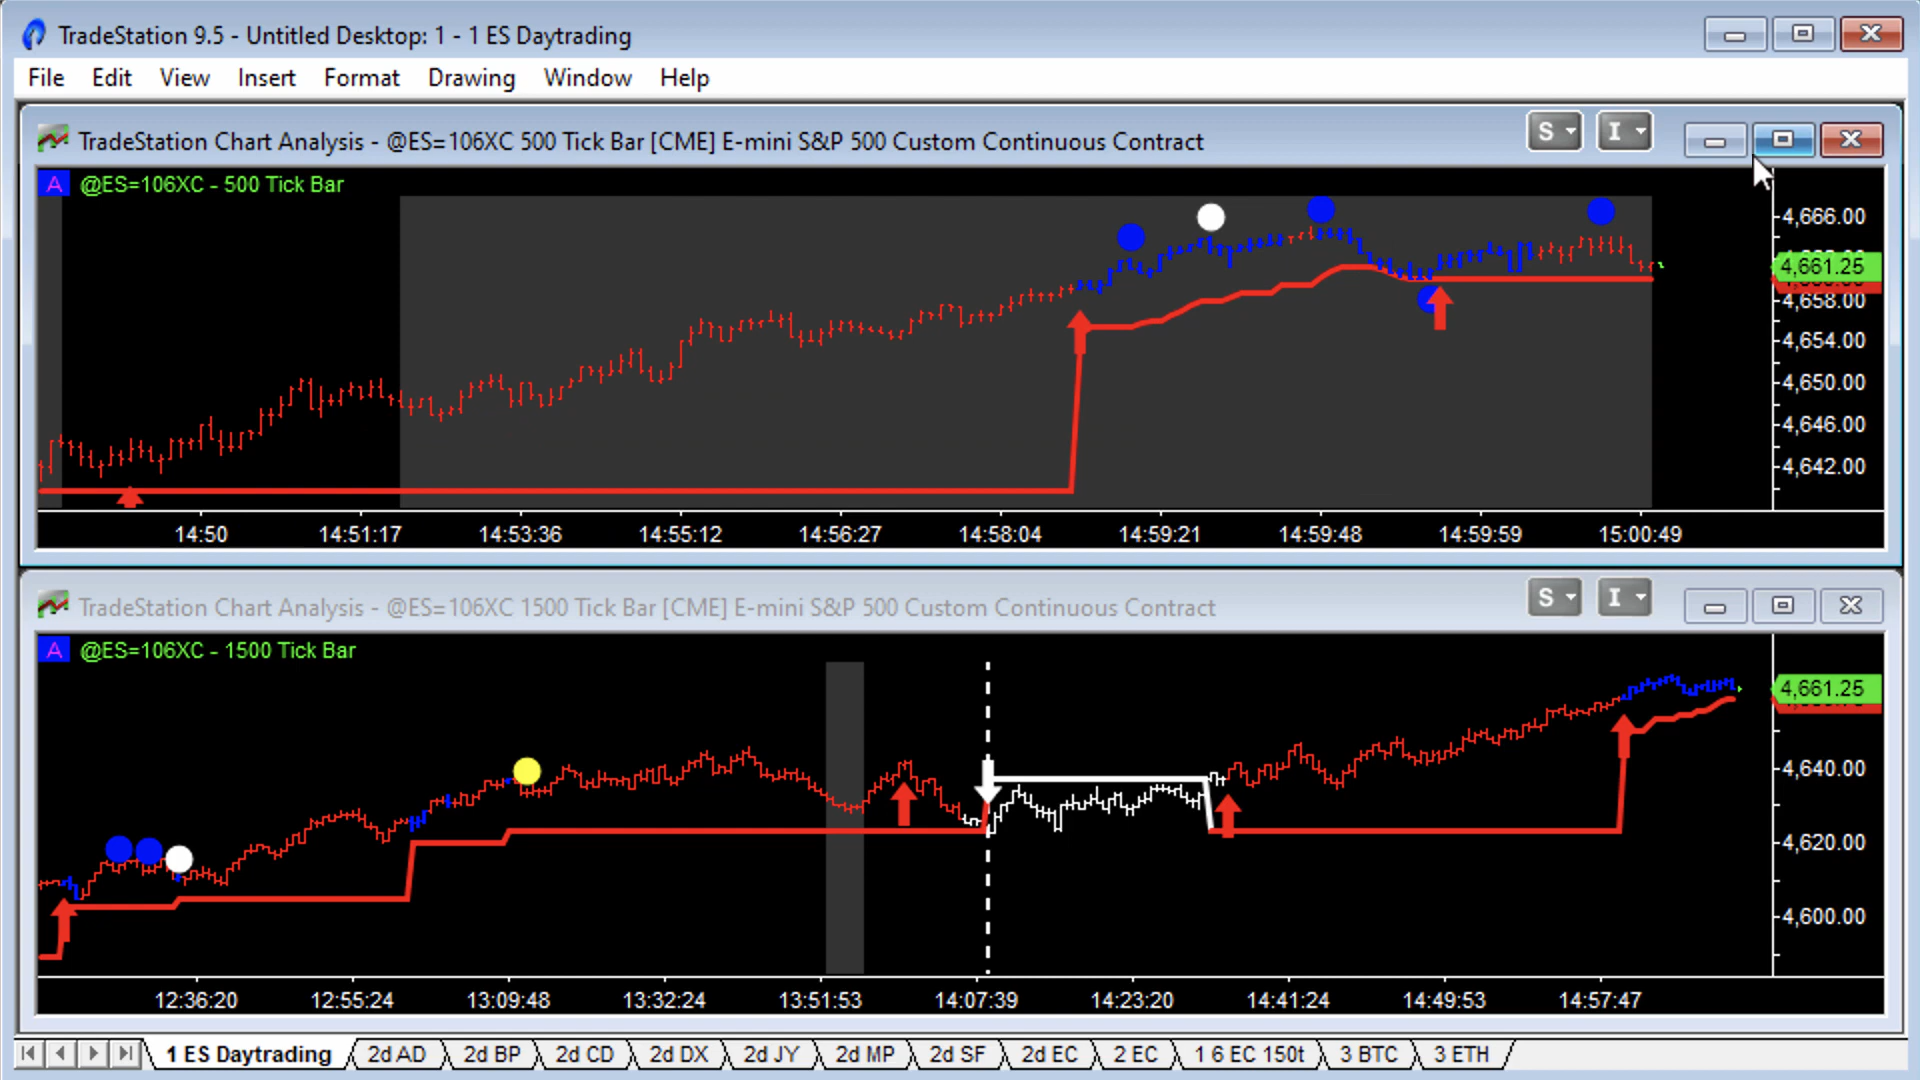 TradeStation 9.5 - Untitled Desktop: 1 - 1 ES Daytrading
File Edit View Insert Format Drawing Window Help
TradeStation Chart Analysis - @ES=106XC 500 Tick Bar [CME] E-mini S&P 500 Custom Continuous Contract
S I
A @ES=106XC - 500 Tick Bar
4,666.00
4,661.25
4,658.00
4,654.00
4,650.00
4,646.00
4,642.00
14:50 14:51:17 14:53:36 14:55:12 14:56:27 14:58:04 14:59:21 14:59:48 14:59:59 15:00:49
TradeStation Chart Analysis - @ES=106XC 1500 Tick Bar [CME] E-mini S&P 500 Custom Continuous Contract
S I
A @ES=106XC - 1500 Tick Bar
4,661.25
4,640.00
4,620.00
4,600.00
12:36:20 12:55:24 13:09:48 13:32:24 13:51:53 14:07:39 14:23:20 14:41:24 14:49:53 14:57:47
1 ES Daytrading 2d AD 2d BP 2d CD 2d DX 2d JY 2d MP 2d SF 2d EC 2 EC 1 6 EC 150t 3 BTC 3 ETH